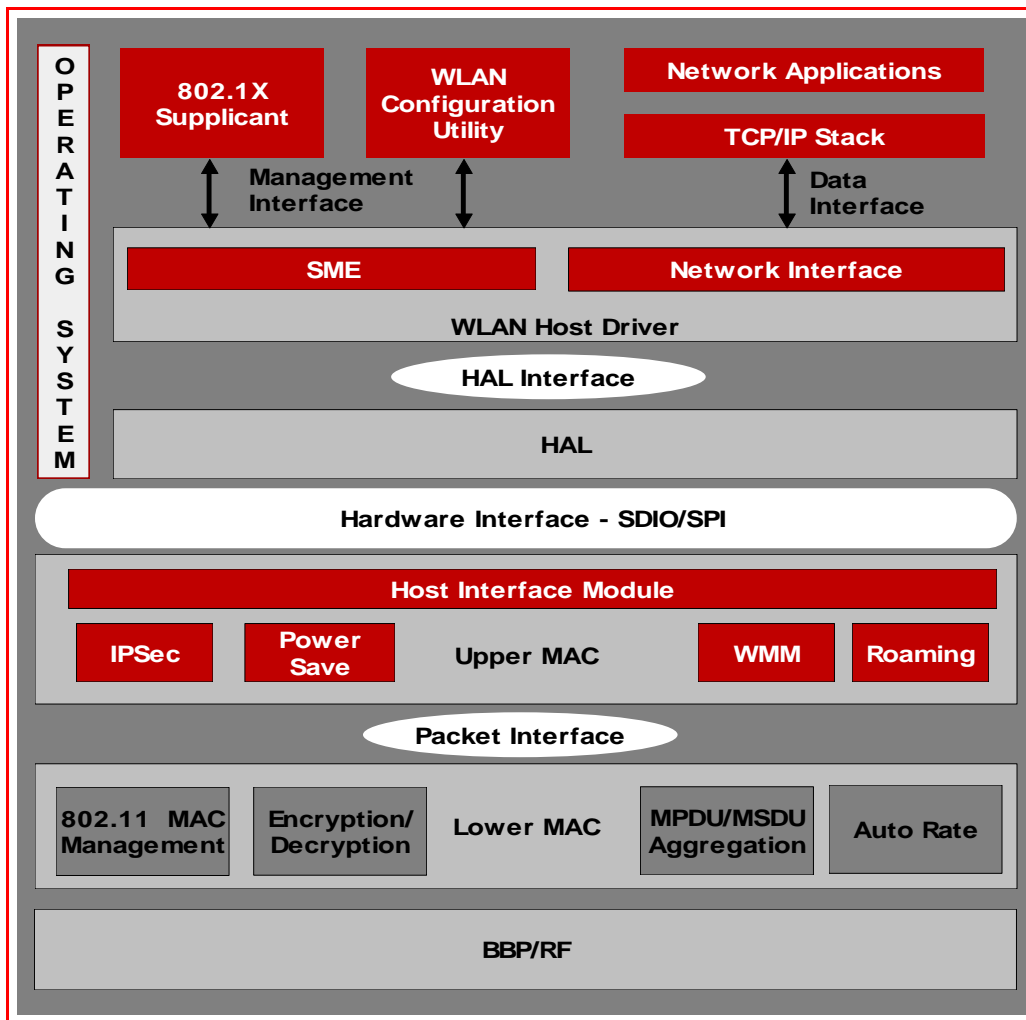 OPERATING SYSTEM
802.1X
Supplicant
WLAN
Configuration
Utility
Network Applications
TCP/IP Stack
Management
Interface
Data
Interface
SME
Network Interface
WLAN Host Driver
HAL Interface
HAL
Hardware Interface - SDIO/SPI
Host Interface Module
IPSec
Power
Save
Upper MAC
WMM
Roaming
Packet Interface
802.11 MAC
Management
Encryption/
Decryption
Lower MAC
MPDU/MSDU
Aggregation
Auto Rate
BBP/RF